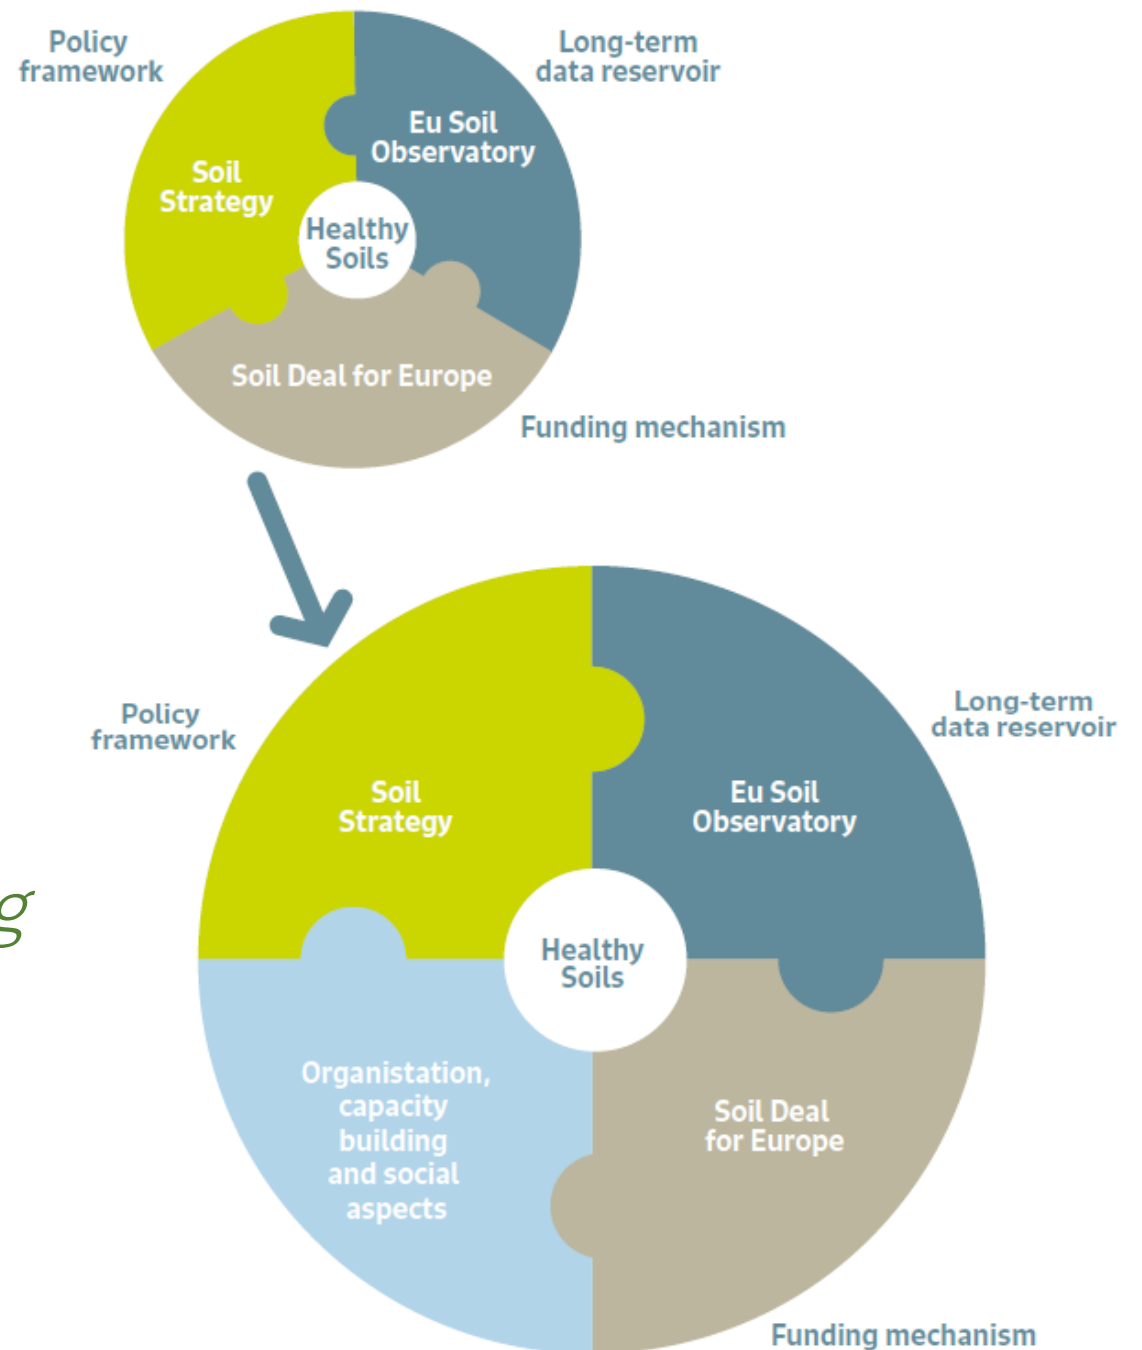 Policy
framework
Long-term
data reservoir
Eu Soil
Observatory
Soil
Strategy
Healthy
Soils
Soil Deal for Europe
Funding mechanism
Policy
framework
Long-term
data reservoir
Soil
Strategy
Eu Soil
Observatory
g
Healthy
Soils
Organistation,
capacity
building
and social
aspects
Soil Deal
for Europe
Funding mechanism